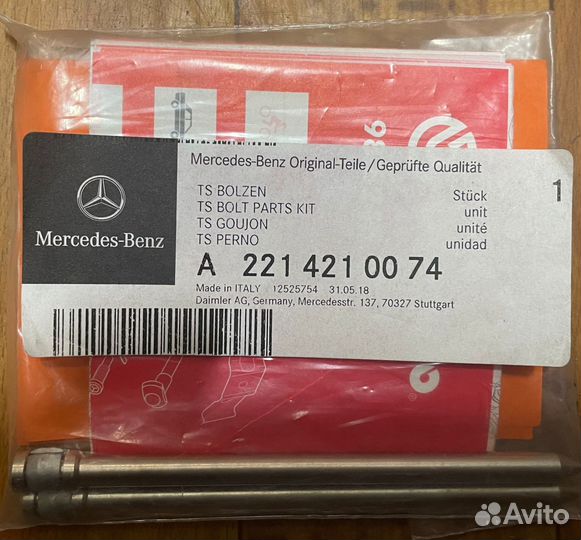 Mercedes-Benz Original-Teile/Geprüfte Qualität
TS BOLZEN Stück 1
TS BOLT PARTS KIT unit
TS GOUJON unité
TS PERNO unidad
Mercedes-Benz
A 221 421 00 74
Made in ITALY 12525754 31.05.18
Daimler AG, Germany, Mercedesstr. 137, 70327 Stuttgart
Avito